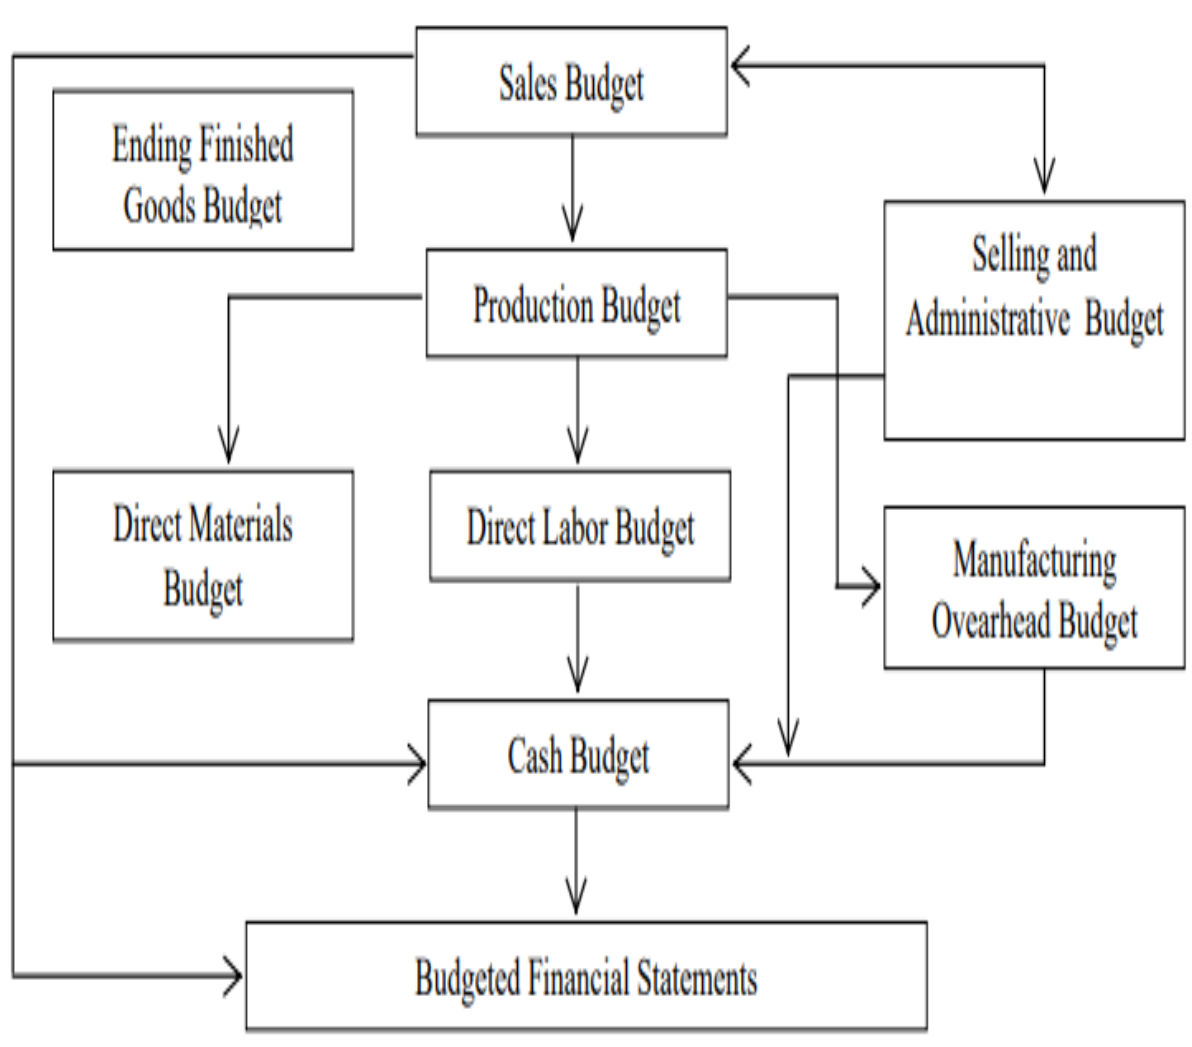 Sales Budget
Ending Finished
Goods Budget
Selling and
Administrative Budget
Production Budget
Direct Materials
Budget
Direct Labor Budget
Manufacturing
Ovearhead Budget
Cash Budget
Budgeted Financial Statements